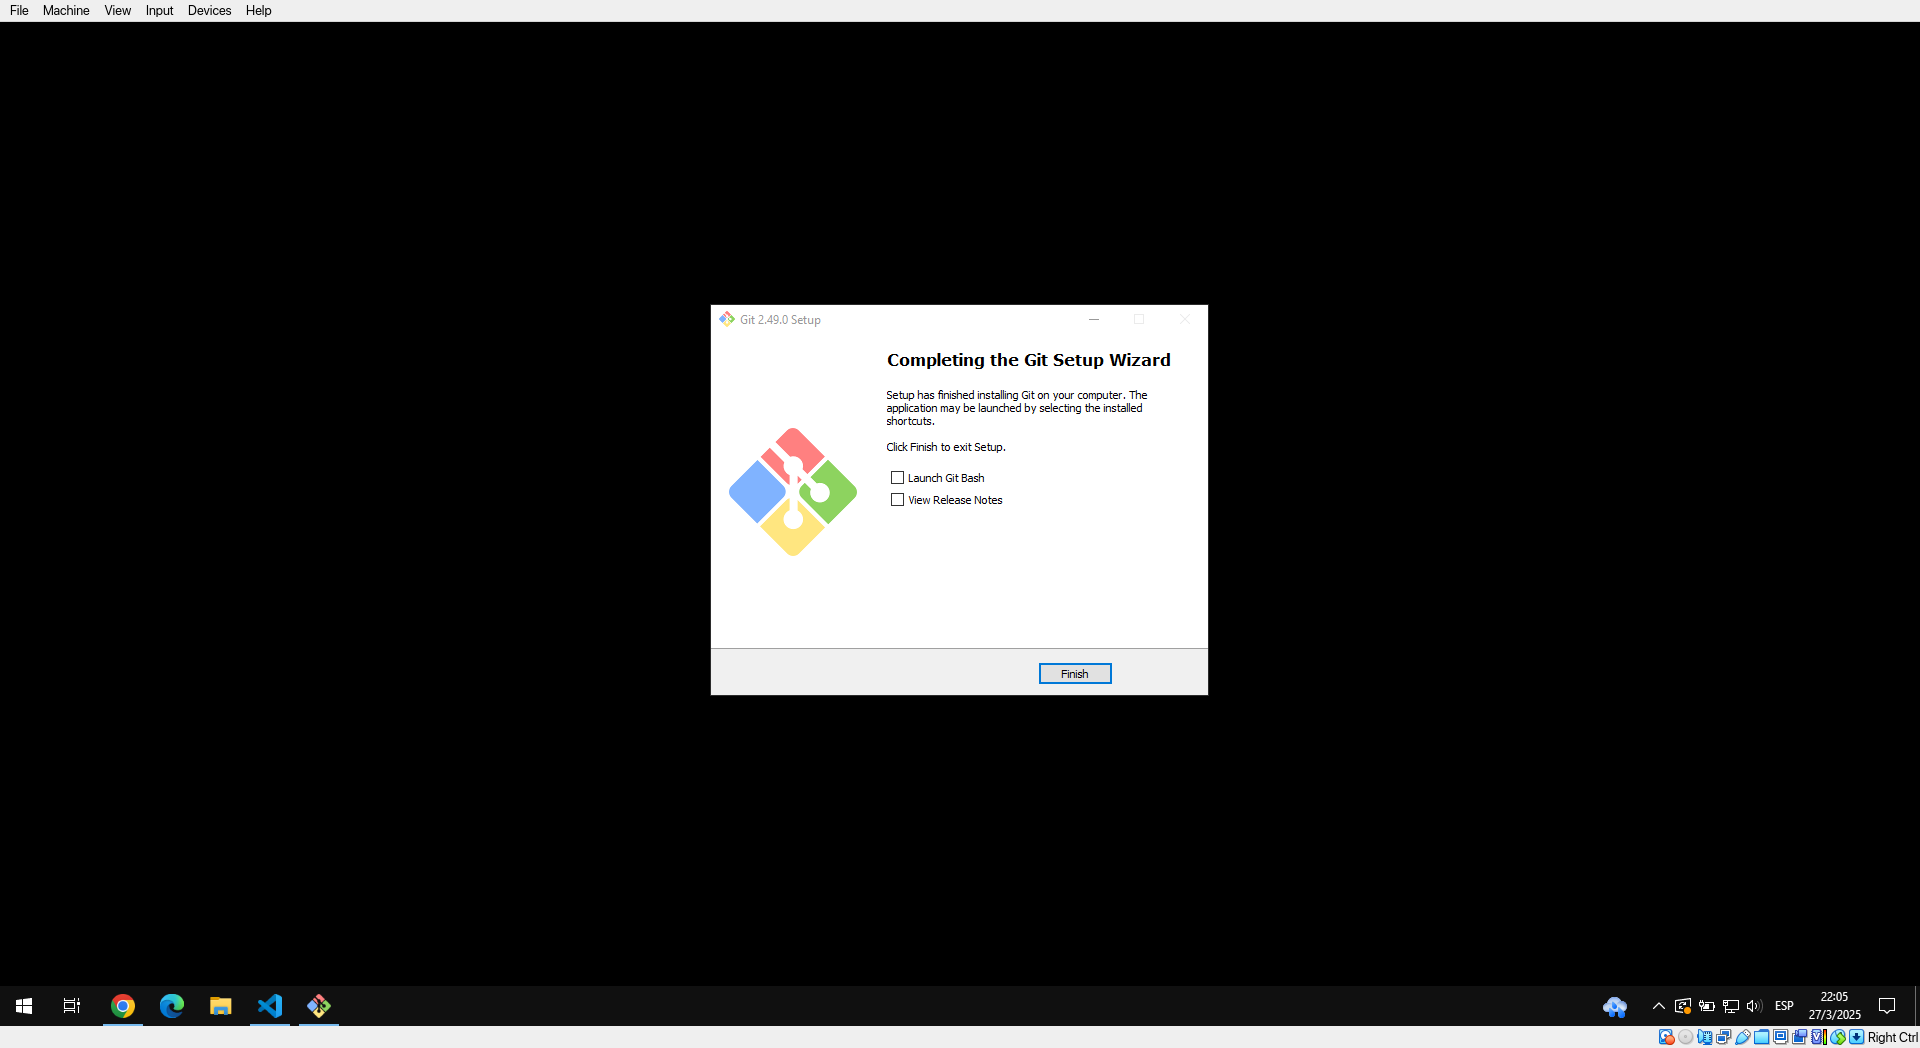 File Machine View Input Devices Help
Git 2.49.0 Setup
Completing the Git Setup Wizard
Setup has finished installing Git on your computer. The
application may be launched by selecting the installed
shortcuts.
Click Finish to exit Setup.
Launch Git Bash
View Release Notes
Finish
ESP
22:05
27/3/2025
Right Ctrl